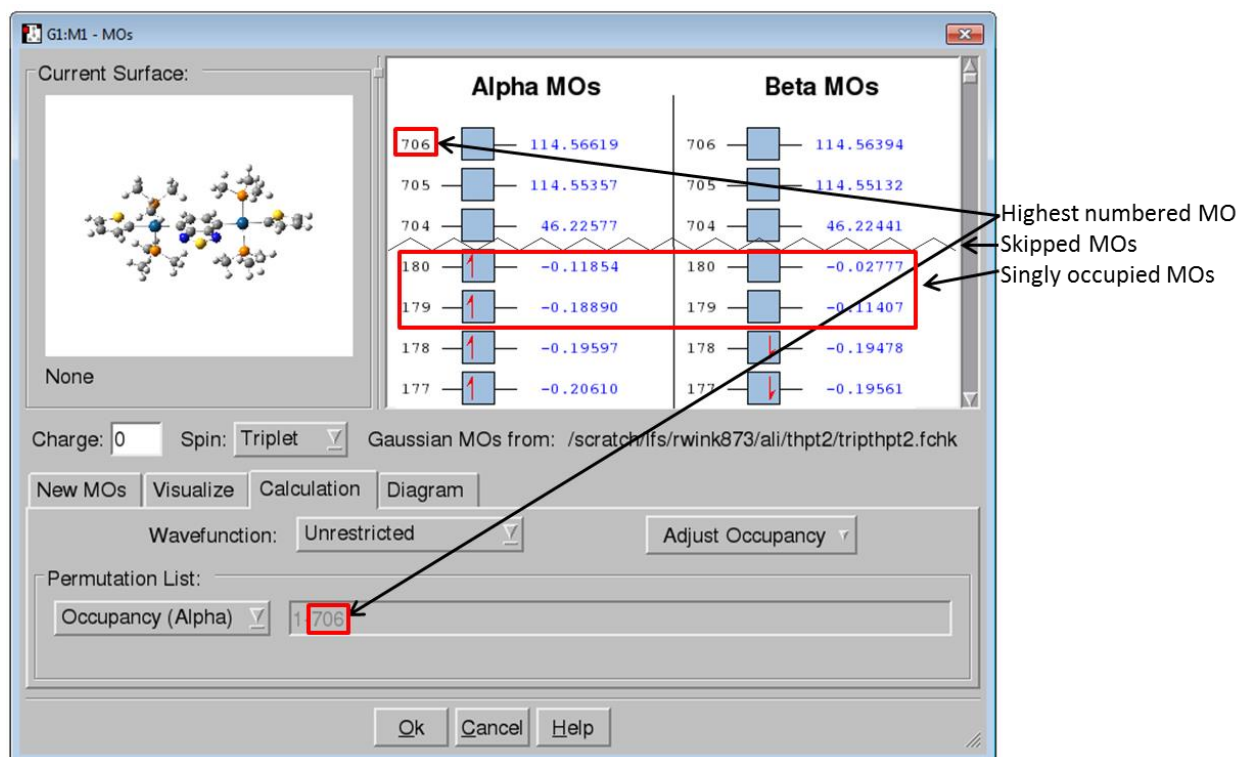 G1:M1 - MOs
Current Surface:
None
Alpha MOs
Beta MOs
706 114.56619 706 114.56394
705 114.55357 705 114.55132
704 46.22577 704 46.22441
180 -0.11854 180 -0.02777
179 -0.18890 179 -0.11407
178 -0.19597 178 -0.19478
177 -0.20610 177 -0.19561
Highest numbered MO
Skipped MOs
Singly occupied MOs
Charge: 0 Spin: Triplet Gaussian MOs from: /scratch/lfs/rwink873/ali/thpt2/tripthpt2.fchk
New MOs Visualize Calculation Diagram
Wavefunction: Unrestricted Adjust Occupancy
Permutation List:
Occupancy (Alpha) 1-706
Ok Cancel Help